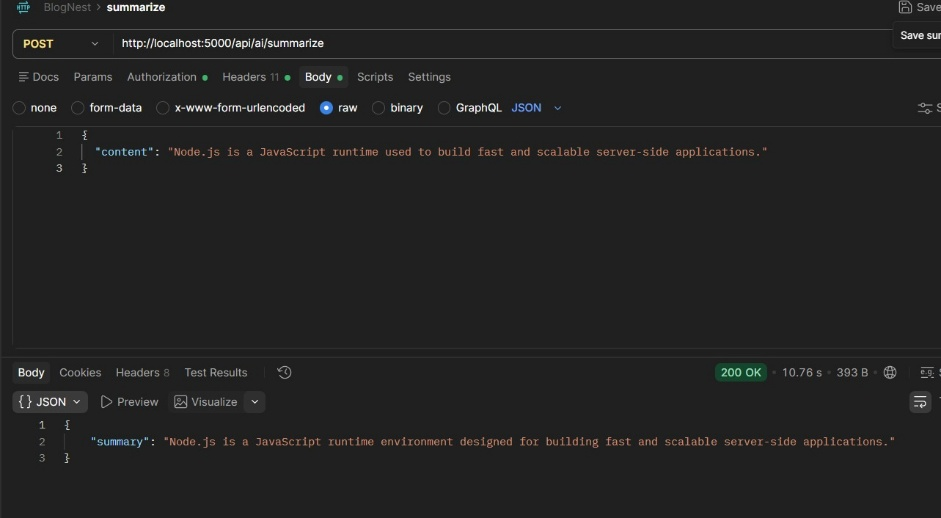 HTTP BlogNest > summarize Save
POST http://localhost:5000/api/ai/summarize Save sum
Docs Params Authorization Headers 11 Body Scripts Settings
none form-data x-www-form-urlencoded raw binary GraphQL JSON
1 {
2 "content": "Node.js is a JavaScript runtime used to build fast and scalable server-side applications."
3 }
Body Cookies Headers 8 Test Results 200 OK • 10.76 s • 393 B • e.g.
{} JSON Preview Visualize
1 {
2 "summary": "Node.js is a JavaScript runtime environment designed for building fast and scalable server-side applications."
3 }